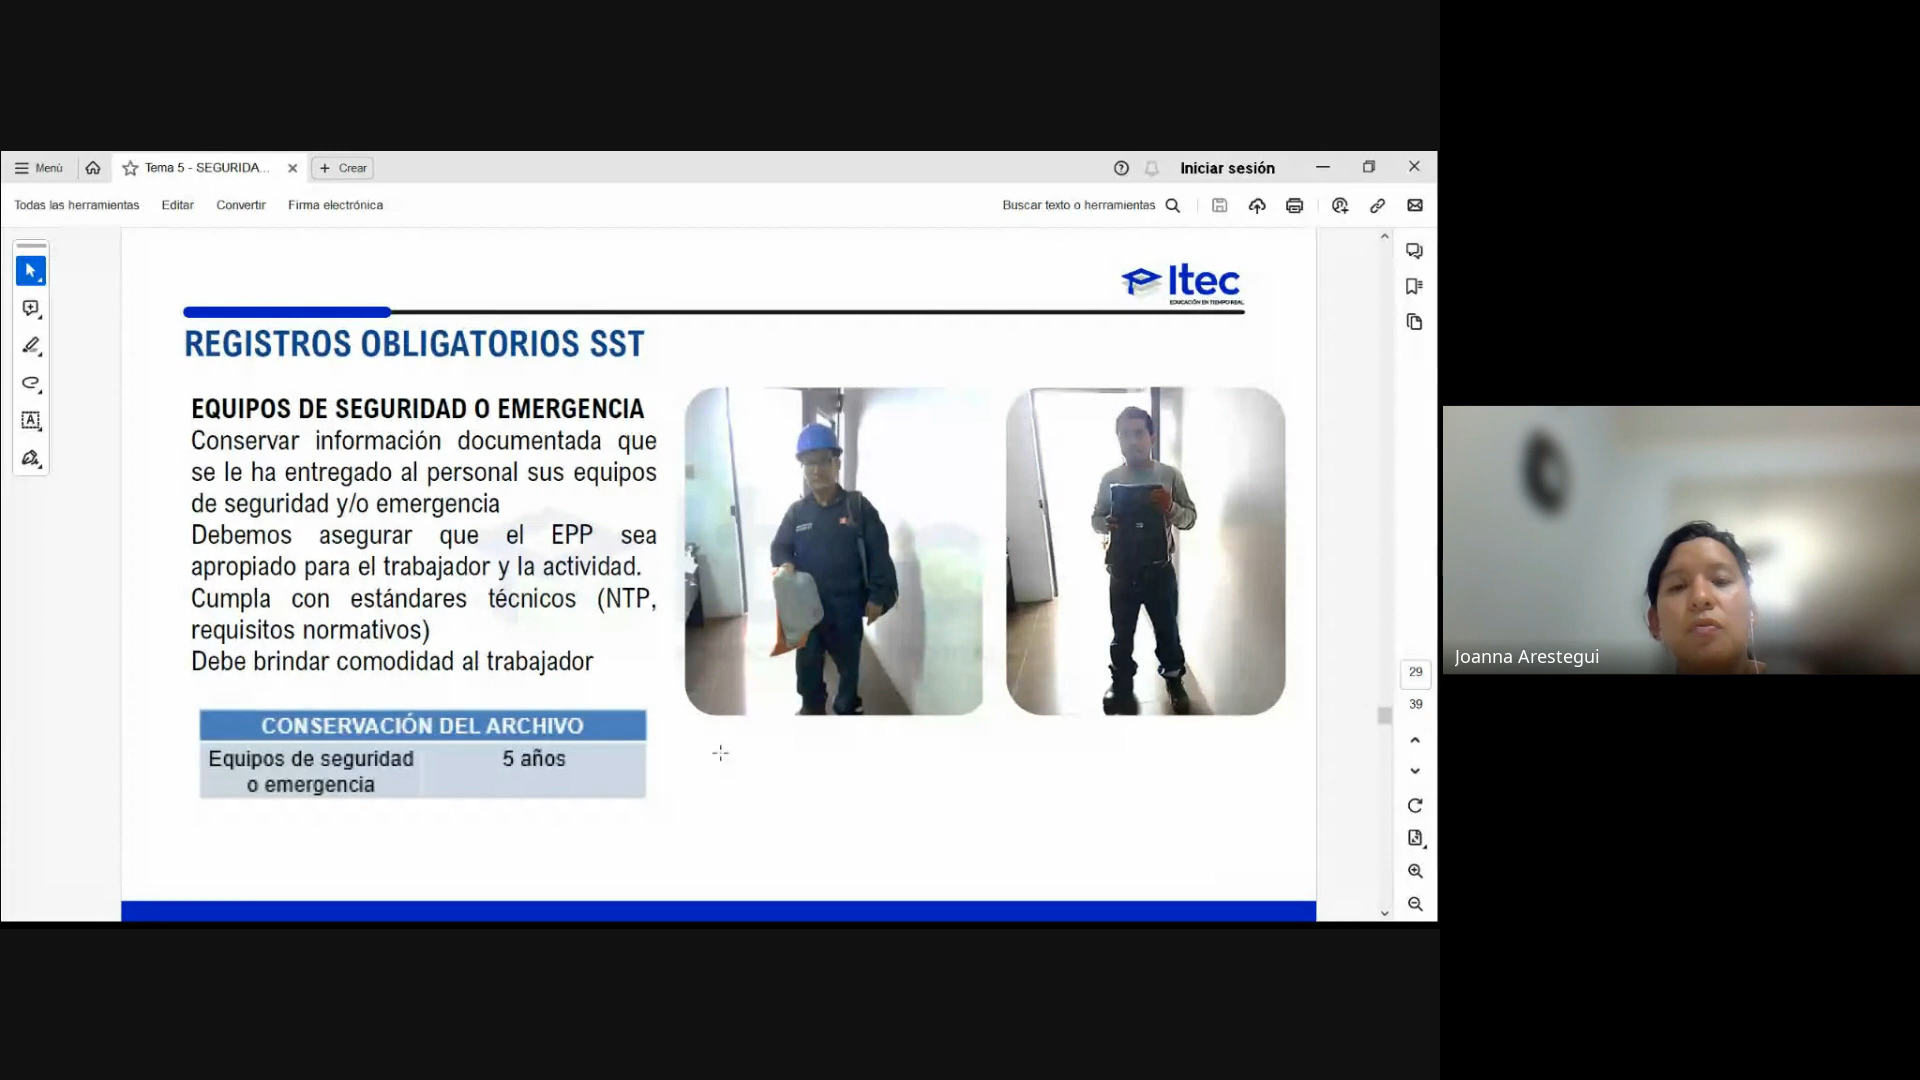 Menú
Tema 5 - SEGURIDA...
Crear
Iniciar sesión
Todas las herramientas
Editar
Convertir
Firma electrónica
Buscar texto o herramientas
Itec
EDUCACIÓN EN TIEMPO REAL
REGISTROS OBLIGATORIOS SST
EQUIPOS DE SEGURIDAD O EMERGENCIA
Conservar información documentada que
se le ha entregado al personal sus equipos
de seguridad y/o emergencia
Debemos asegurar que el EPP sea
apropiado para el trabajador y la actividad.
Cumpla con estándares técnicos (NTP,
requisitos normativos)
Debe brindar comodidad al trabajador
CONSERVACIÓN DEL ARCHIVO
Equipos de seguridad 5 años
o emergencia
29
39
Joanna Arestegui